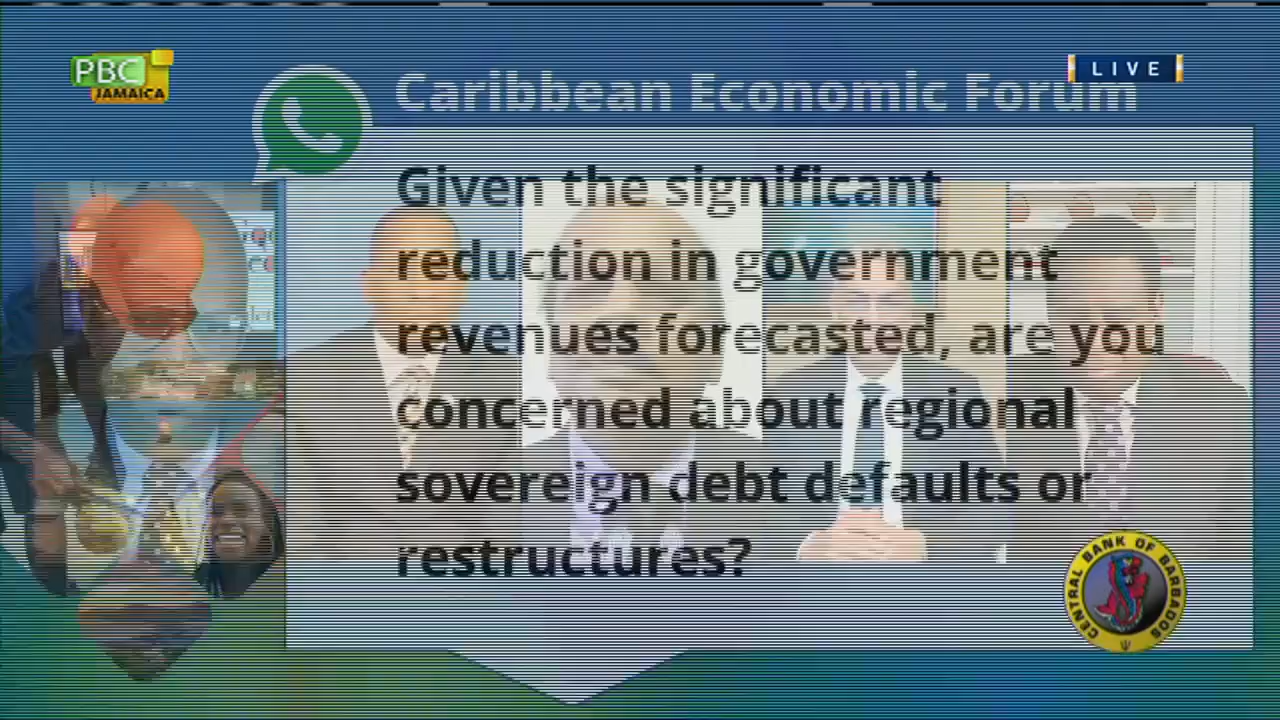 PBC
JAMAICA
LIVE
Caribbean Economic Forum
Given the significant
reduction in government
revenues forecasted, are you
concerned about regional
sovereign debt defaults or
restructures?
CENTRAL BANK OF BARBADOS